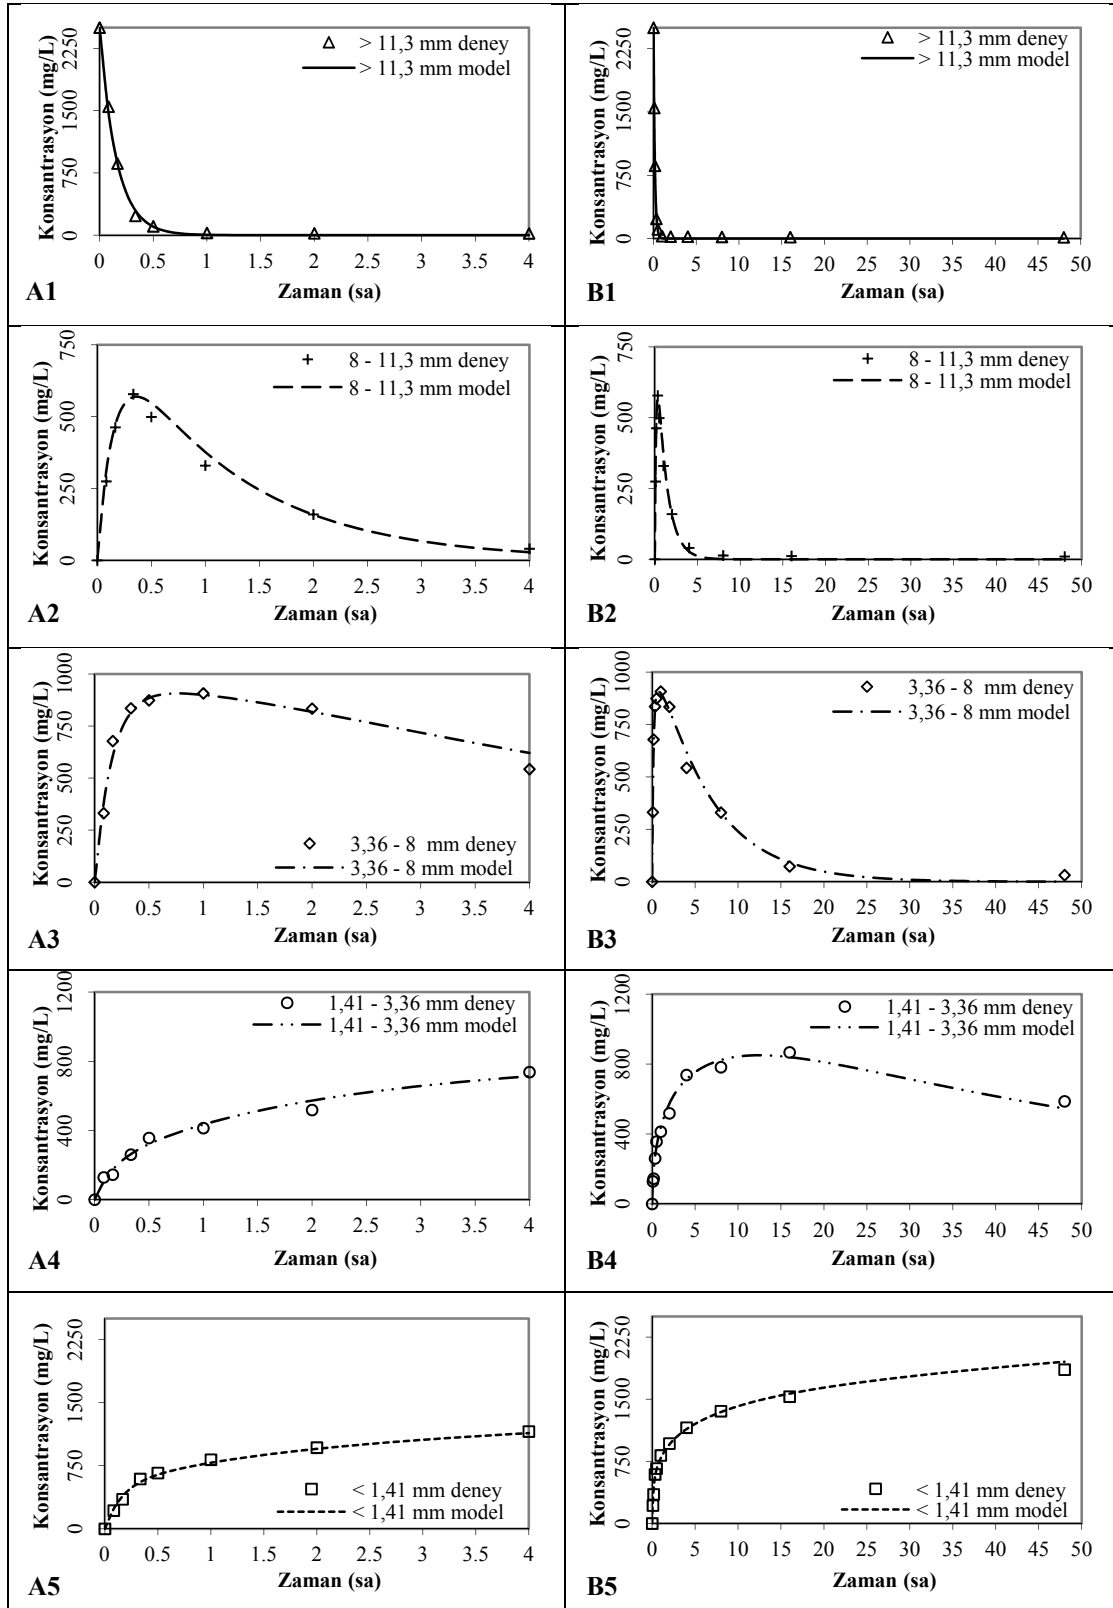 Konsantrasyon (mg/L)
2250
1500
750
0
> 11,3 mm deney
> 11,3 mm model
0 0.5 1 1.5 2 2.5 3 3.5 4
Zaman (sa)
A1
Konsantrasyon (mg/L)
2250
1500
750
0
> 11,3 mm deney
> 11,3 mm model
0 5 10 15 20 25 30 35 40 45 50
Zaman (sa)
B1
Konsantrasyon (mg/L)
750
500
250
0
8 - 11,3 mm deney
8 - 11,3 mm model
0 0.5 1 1.5 2 2.5 3 3.5 4
Zaman (sa)
A2
Konsantrasyon (mg/L)
750
500
250
0
8 - 11,3 mm deney
8 - 11,3 mm model
0 5 10 15 20 25 30 35 40 45 50
Zaman (sa)
B2
Konsantrasyon (mg/L)
1000
750
500
250
0
3,36 - 8 mm deney
3,36 - 8 mm model
0 0.5 1 1.5 2 2.5 3 3.5 4
Zaman (sa)
A3
Konsantrasyon (mg/L)
1000
750
500
250
0
3,36 - 8 mm deney
3,36 - 8 mm model
0 5 10 15 20 25 30 35 40 45 50
Zaman (sa)
B3
Konsantrasyon (mg/L)
1200
800
400
0
1,41 - 3,36 mm deney
1,41 - 3,36 mm model
0 0.5 1 1.5 2 2.5 3 3.5 4
Zaman (sa)
A4
Konsantrasyon (mg/L)
1200
800
400
0
1,41 - 3,36 mm deney
1,41 - 3,36 mm model
0 5 10 15 20 25 30 35 40 45 50
Zaman (sa)
B4
Konsantrasyon (mg/L)
2250
1500
750
0
< 1,41 mm deney
< 1,41 mm model
0 0.5 1 1.5 2 2.5 3 3.5 4
Zaman (sa)
A5
Konsantrasyon (mg/L)
2250
1500
750
0
< 1,41 mm deney
< 1,41 mm model
0 5 10 15 20 25 30 35 40 45 50
Zaman (sa)
B5